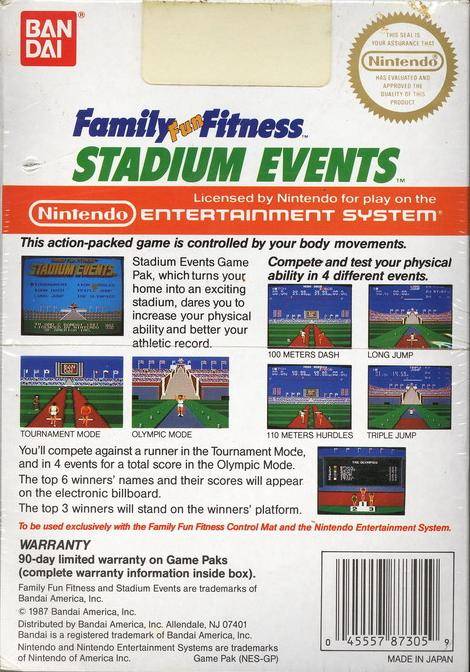 BAN
DAI
THIS SEAL IS
YOUR ASSURANCE THAT
Nintendo®
HAS EVALUATED AND
APPROVED THE
QUALITY OF THIS
PRODUCT
Family Fun Fitness™
STADIUM EVENTS™
Licensed by Nintendo for play on the
Nintendo ENTERTAINMENT SYSTEM®
This action-packed game is controlled by your body movements.
STADIUM EVENTS
Stadium Events Game
Pak, which turns your
home into an exciting
stadium, dares you to
increase your physical
ability and better your
athletic record.
Compete and test your physical
ability in 4 different events.
100 METERS DASH
LONG JUMP
TOURNAMENT MODE
OLYMPIC MODE
110 METERS HURDLES
TRIPLE JUMP
You'll compete against a runner in the Tournament Mode,
and in 4 events for a total score in the Olympic Mode.
The top 6 winners' names and their scores will appear
on the electronic billboard.
The top 3 winners will stand on the winners' platform.
THE OLYMPICS
To be used exclusively with the Family Fun Fitness Control Mat and the Nintendo Entertainment System.
WARRANTY
90-day limited warranty on Game Paks
(complete warranty information inside box).
Family Fun Fitness and Stadium Events are trademarks of
Bandai America, Inc.
© 1987 Bandai America, Inc.
Distributed by Bandai America, Inc. Allendale, NJ 07401
Bandai is a registered trademark of Bandai America, Inc.
Nintendo and Nintendo Entertainment Systems are trademarks
of Nintendo of America Inc. Game Pak (NES-GP)
0 45557 87305 9
MADE IN JAPAN